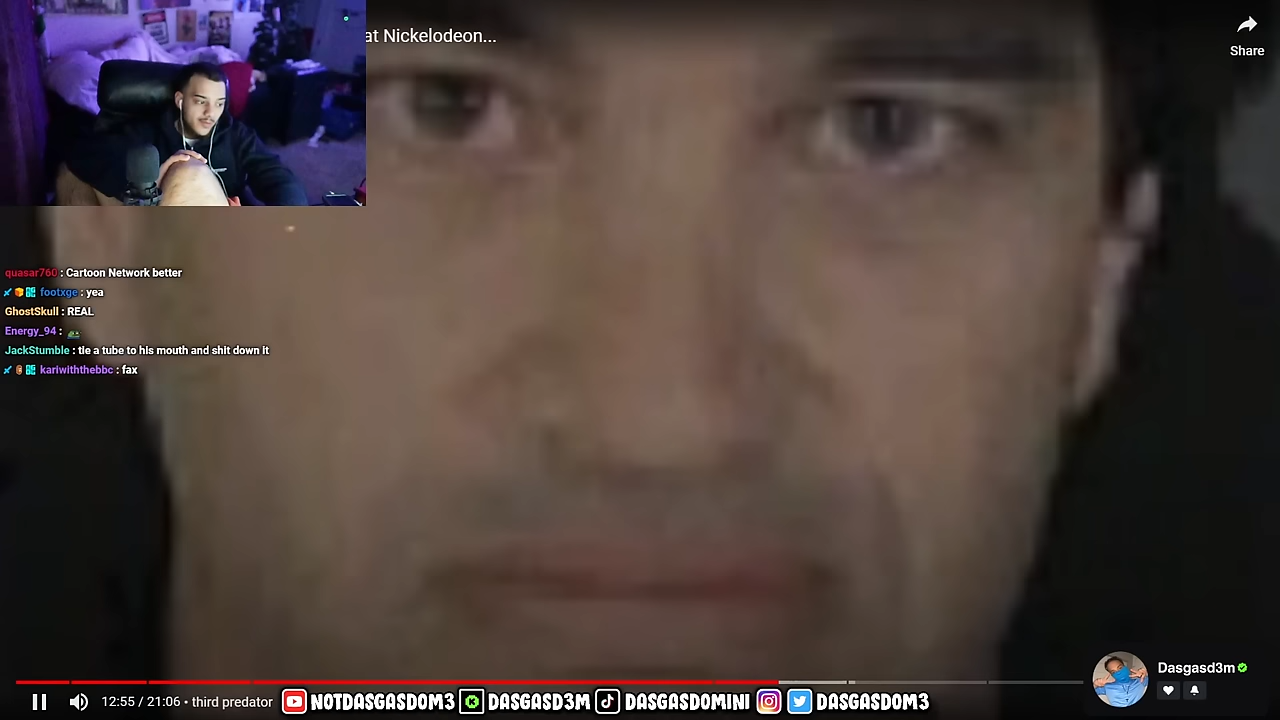 at Nickelodeon...
Share
quasar760 : Cartoon Network better
footxge : yea
GhostSkull : REAL
Energy_94 :
JackStumble : tie a tube to his mouth and shit down it
kariwiththebbc : fax
Dasgasd3m
12:55 / 21:06 • third predator
NOTDASGASDOM3 DASGASD3M DASGASDOMINI DASGASDOM3